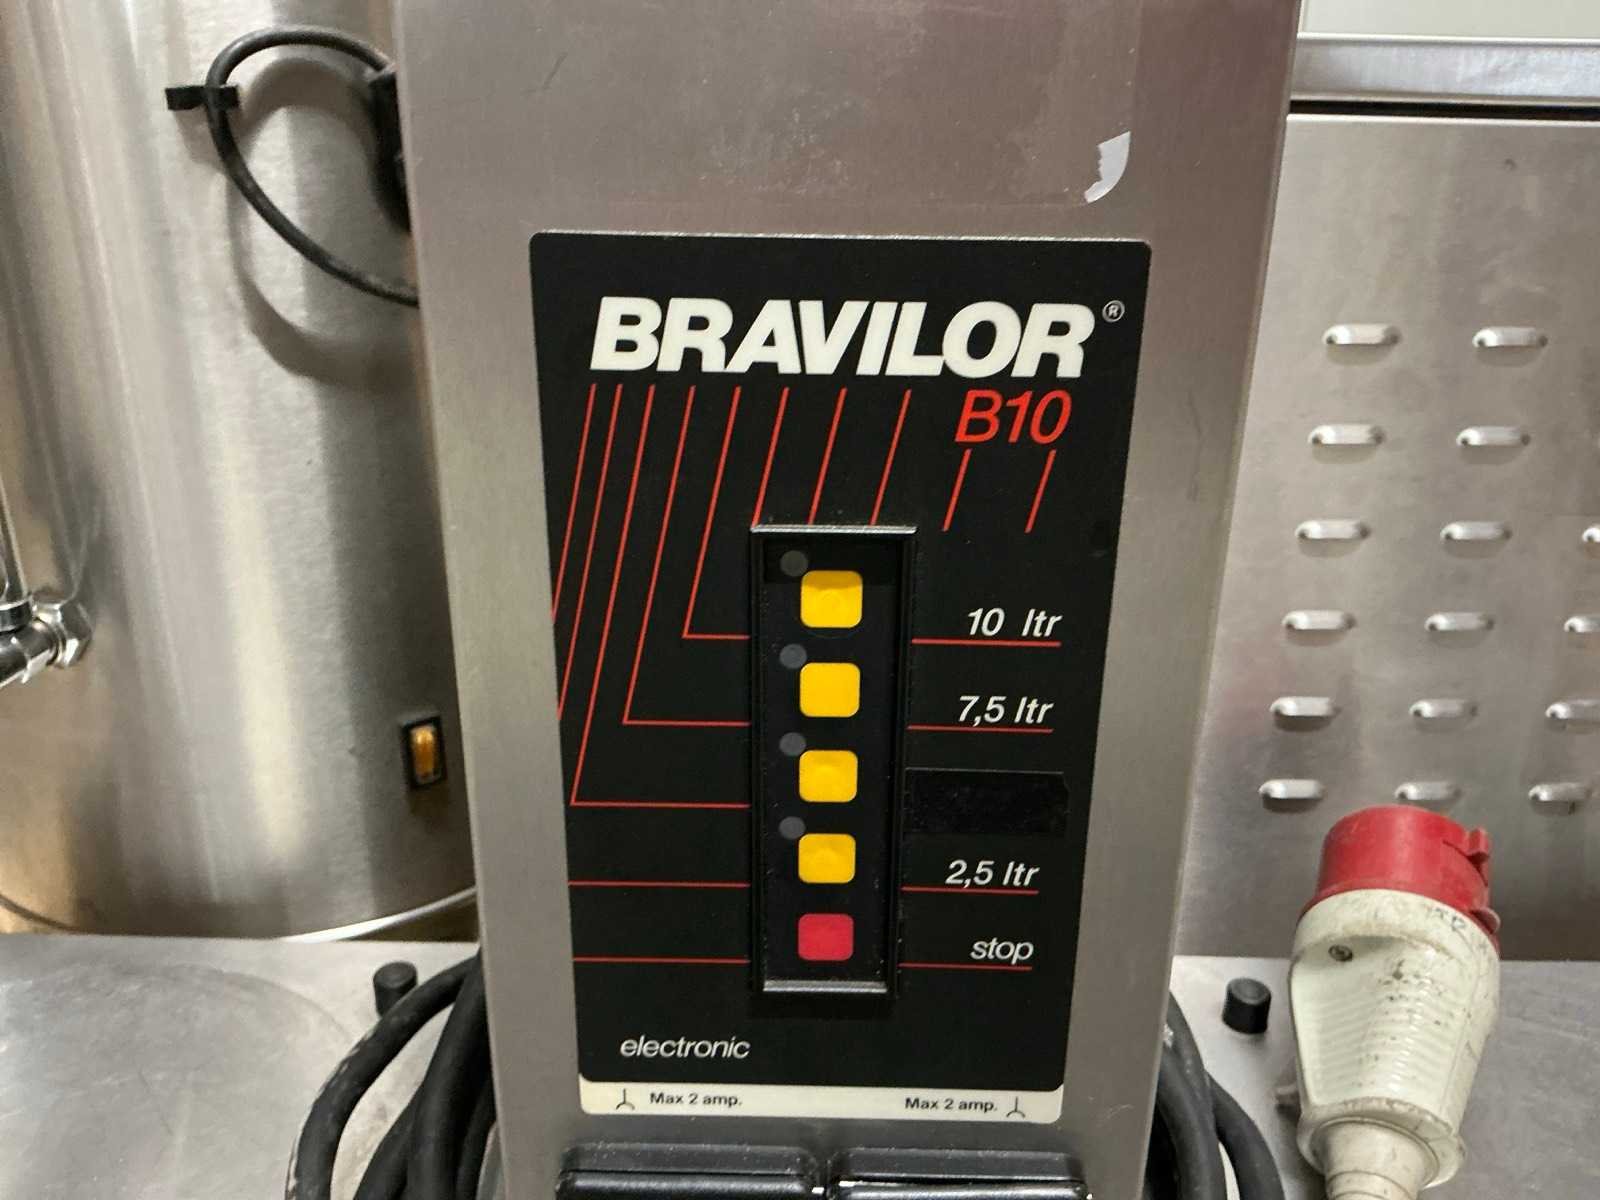 BRAVILOR®
B10
10 ltr
7,5 ltr
2,5 ltr
stop
electronic
Max 2 amp. Max 2 amp.